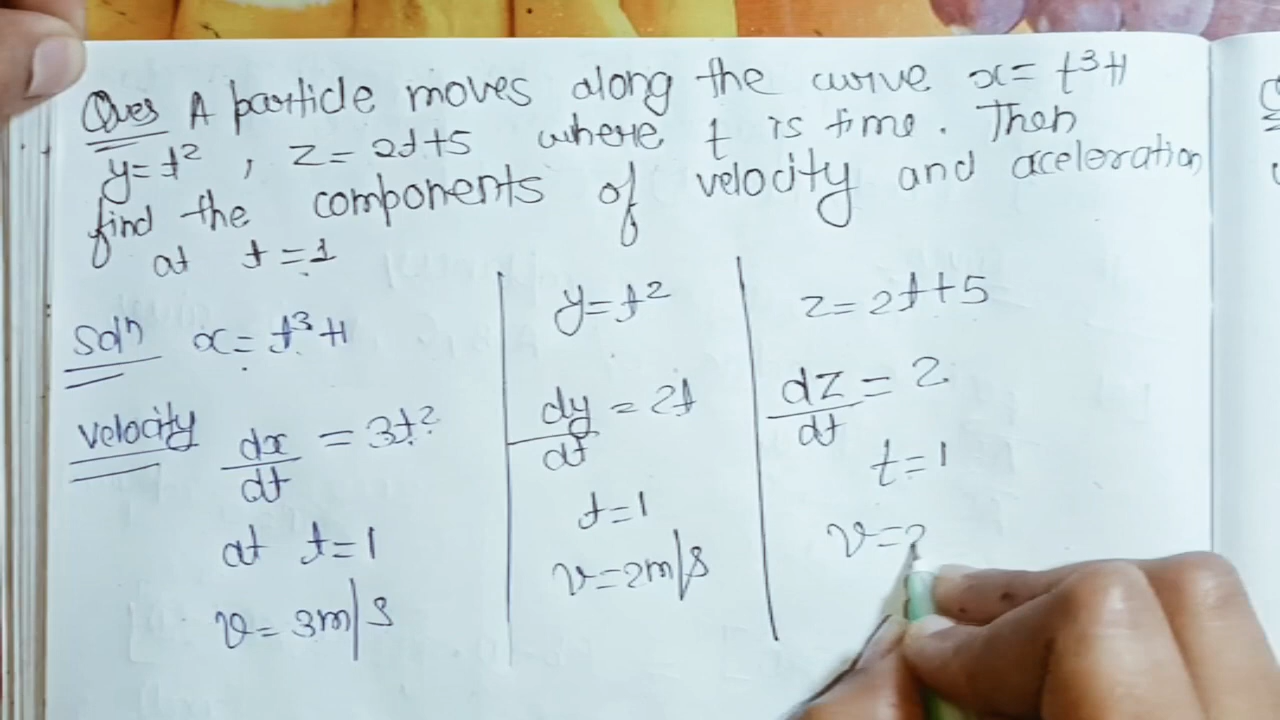 Ques A particle moves along the curve x = t³+1
y=t² , z=2t+5 where t is time. Then
find the components of velocity and aceleration
at t=1
Solⁿ x = t³+1
velocity dx/dt = 3t²
at t=1
v= 3m/s
y=t²
dy/dt = 2t
t=1
v=2m/s
z=2t+5
dz/dt = 2
t=1
v=2